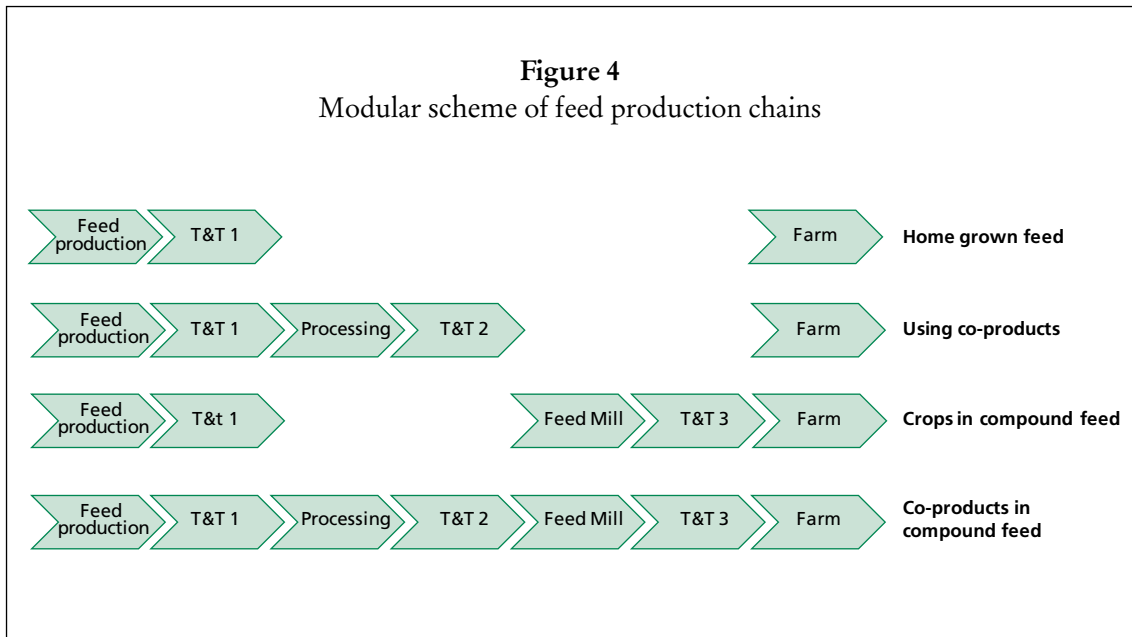 Figure 4
Modular scheme of feed production chains
Feed
production
T&T 1
Farm
Home grown feed
Feed
production
T&T 1
Processing
T&T 2
Farm
Using co-products
Feed
production
T&t 1
Feed Mill
T&T 3
Farm
Crops in compound feed
Feed
production
T&T 1
Processing
T&T 2
Feed Mill
T&T 3
Farm
Co-products in
compound feed